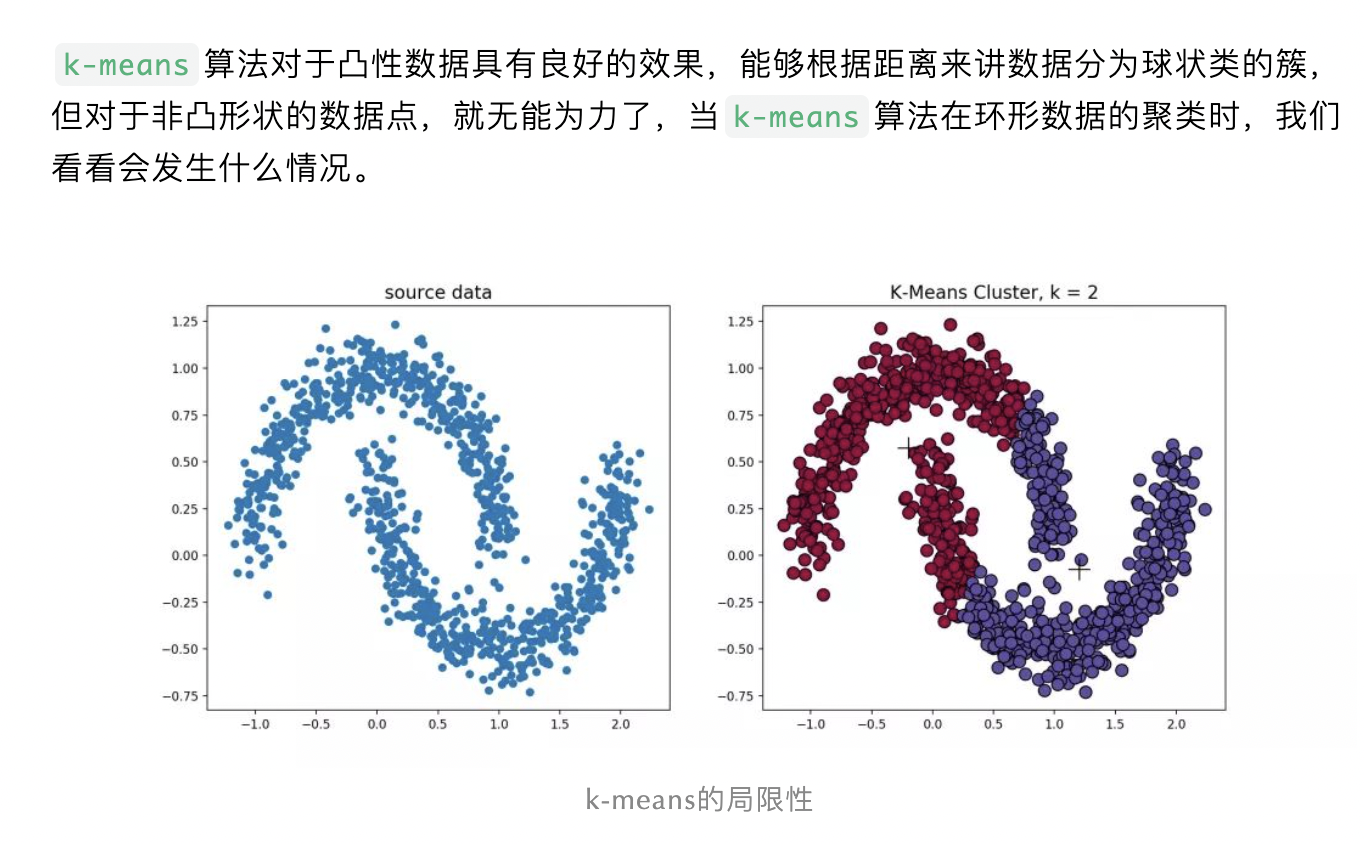 k-means 算法对于凸性数据具有良好的效果，能够根据距离来讲数据分为球状类的簇，
但对于非凸形状的数据点，就无能为力了，当 k-means 算法在环形数据的聚类时，我们
看看会发生什么情况。
source data
K-Means Cluster, k = 2
1.25
1.00
0.75
0.50
0.25
0.00
−0.25
−0.50
−0.75
−1.0 −0.5 0.0 0.5 1.0 1.5 2.0
1.25
1.00
0.75
0.50
0.25
0.00
−0.25
−0.50
−0.75
−1.0 −0.5 0.0 0.5 1.0 1.5 2.0
k-means的局限性